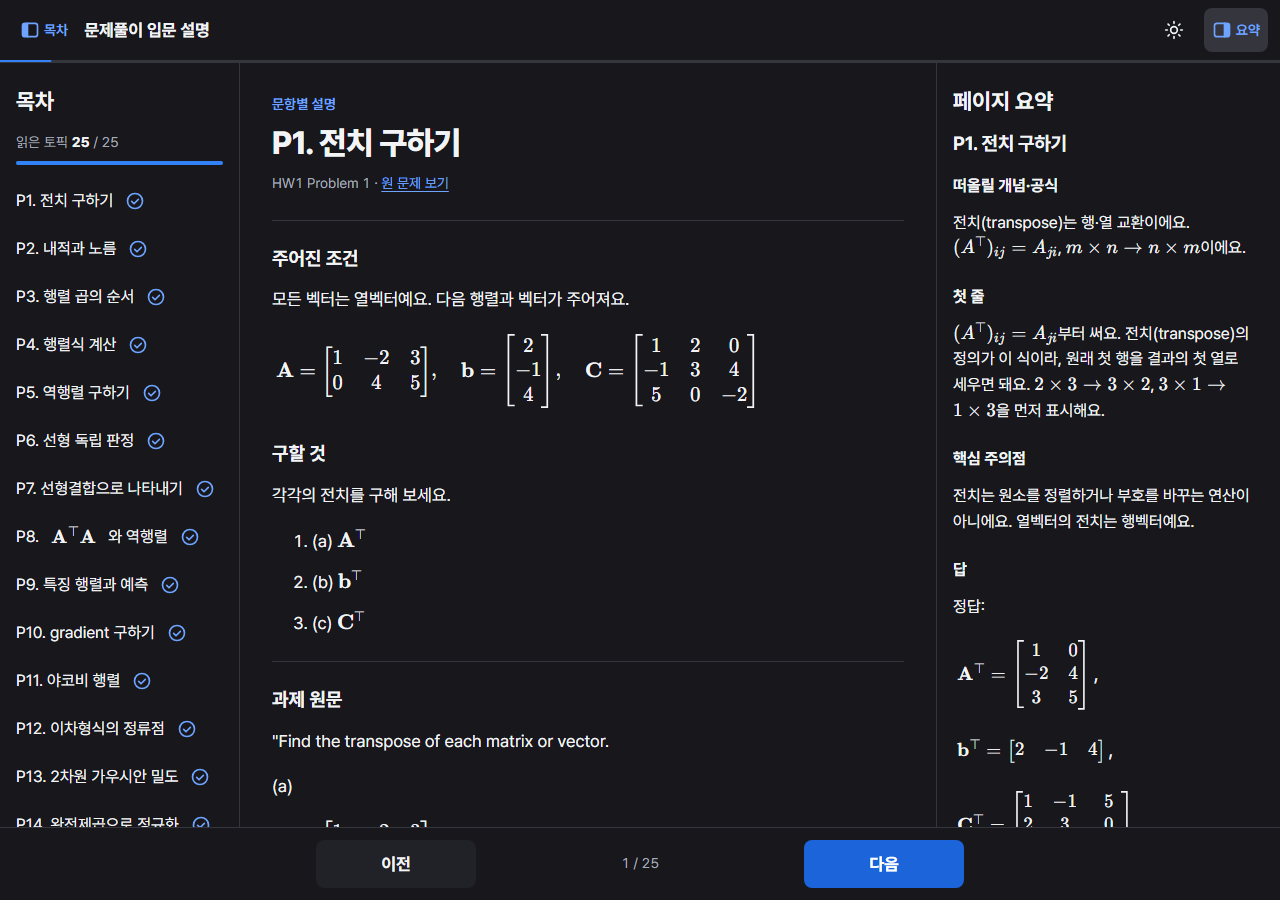 목차 문제풀이 입문 설명 요약
목차
읽은 토픽 25 / 25
P1. 전치 구하기
P2. 내적과 노름
P3. 행렬 곱의 순서
P4. 행렬식 계산
P5. 역행렬 구하기
P6. 선형 독립 판정
P7. 선형결합으로 나타내기
P8. A⊤A 와 역행렬
P9. 특징 행렬과 예측
P10. gradient 구하기
P11. 야코비 행렬
P12. 이차형식의 정류점
P13. 2차원 가우시안 밀도
P14. 완전제곱으로 정규화
문항별 설명
P1. 전치 구하기
HW1 Problem 1 · 원 문제 보기
주어진 조건
모든 벡터는 열벡터예요. 다음 행렬과 벡터가 주어져요.
A = [1 −2 3; 0 4 5], b = [2; −1; 4], C = [1 2 0; −1 3 4; 5 0 −2]
구할 것
각각의 전치를 구해 보세요.
1. (a) A⊤
2. (b) b⊤
3. (c) C⊤
과제 원문
"Find the transpose of each matrix or vector.
(a)
페이지 요약
P1. 전치 구하기
떠올릴 개념·공식
전치(transpose)는 행·열 교환이에요.
(A⊤)ij = Aji, m × n → n × m이에요.
첫 줄
(A⊤)ij = Aji부터 써요. 전치(transpose)의
정의가 이 식이라, 원래 첫 행을 결과의 첫 열로
세우면 돼요. 2 × 3 → 3 × 2, 3 × 1 →
1 × 3을 먼저 표시해요.
핵심 주의점
전치는 원소를 정렬하거나 부호를 바꾸는 연산이
아니에요. 열벡터의 전치는 행벡터예요.
답
정답:
A⊤ = [1 0; −2 4; 3 5],
b⊤ = [2 −1 4],
C⊤ = [1 −1 5; 2 3 0
이전 1 / 25 다음